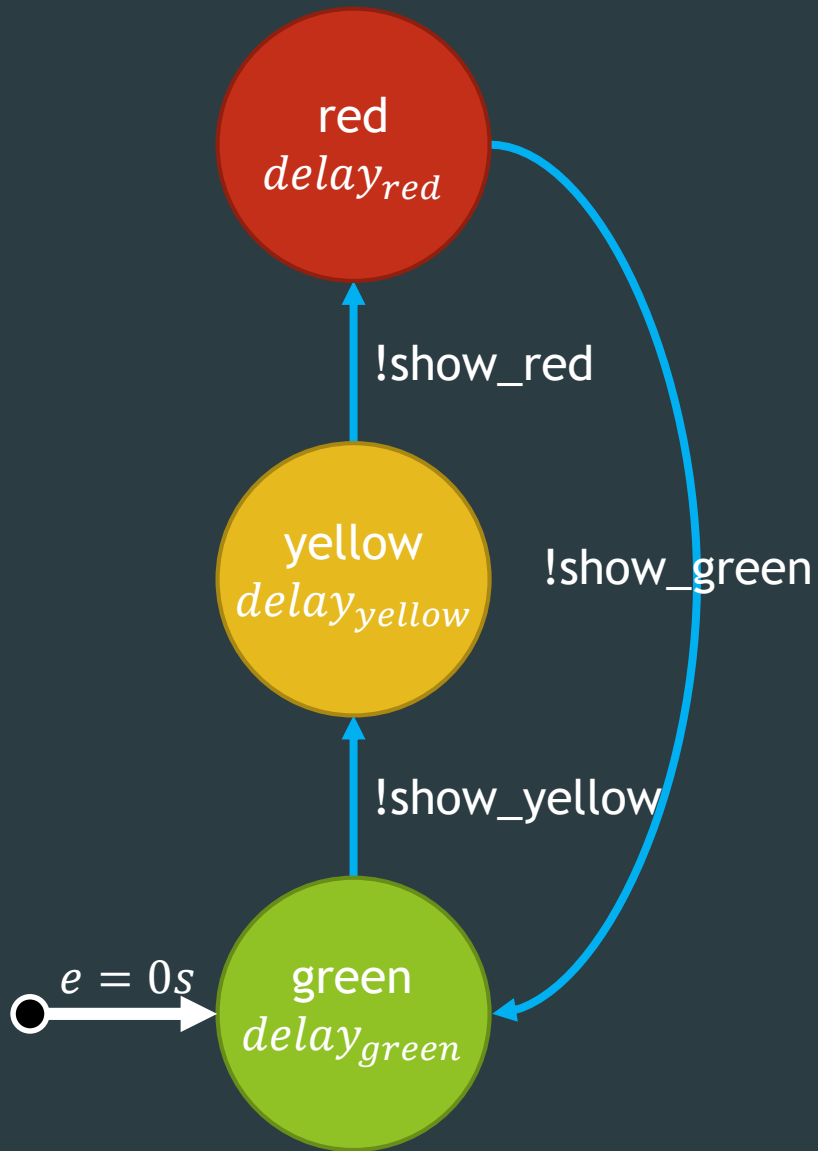 red
delay_red
!show_red
yellow
delay_yellow
!show_green
!show_yellow
e = 0s
green
delay_green